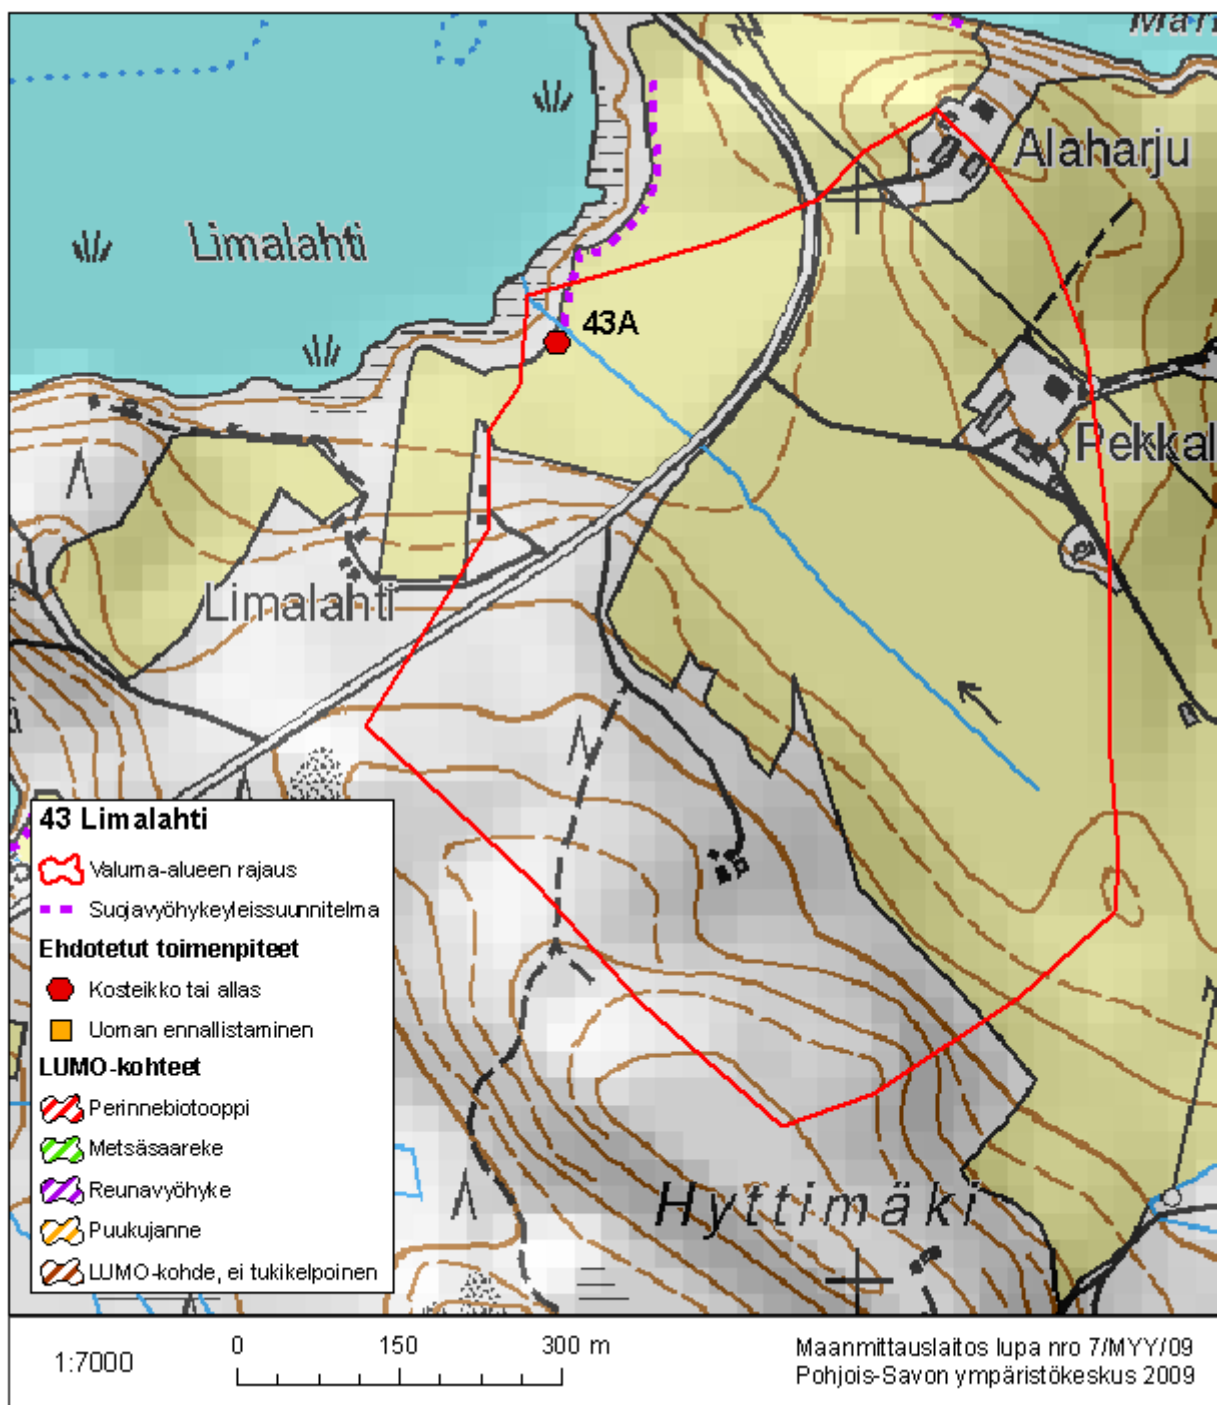 Limalahti
Alaharju
43A
Pekkal
Limalahti
Hyttimäki
43 Limalahti
Valuma-alueen rajaus
Suojavyöhykeyleissuunnitelma
Ehdotetut toimenpiteet
Kosteikko tai allas
Uoman ennallistaminen
LUMO-kohteet
Perinnebiotooppi
Metsäsaareke
Reunavyöhyke
Puukujanne
LUMO-kohde, ei tukikelpoinen
1:7000
0 150 300 m
Maanmittauslaitos lupa nro 7/MYY/09
Pohjois-Savon ympäristökeskus 2009